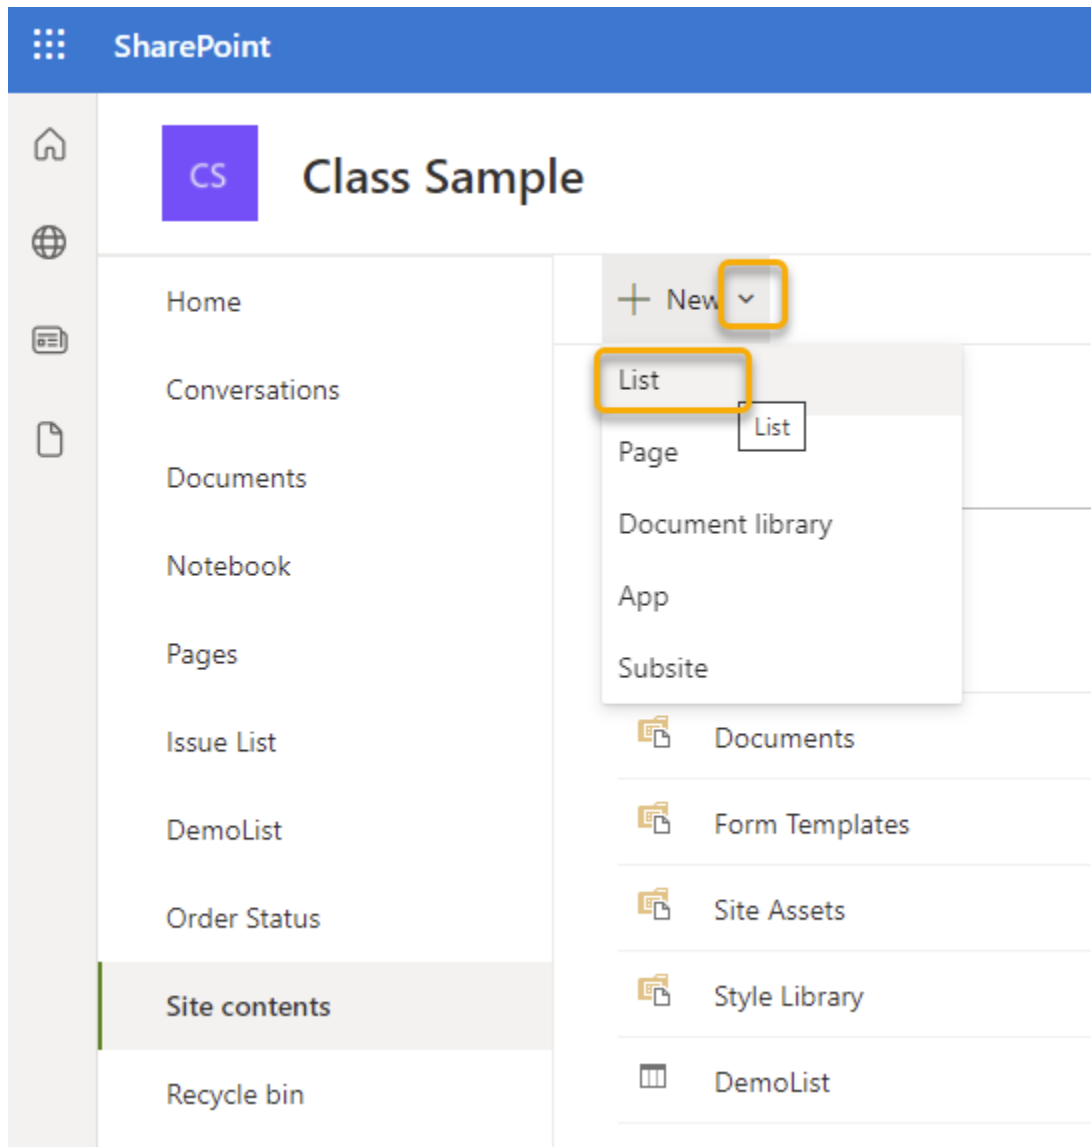 SharePoint
CS
Class Sample
Home
Conversations
Documents
Notebook
Pages
Issue List
DemoList
Order Status
Site contents
Recycle bin
New
List
List
Page
Document library
App
Subsite
Documents
Form Templates
Site Assets
Style Library
DemoList